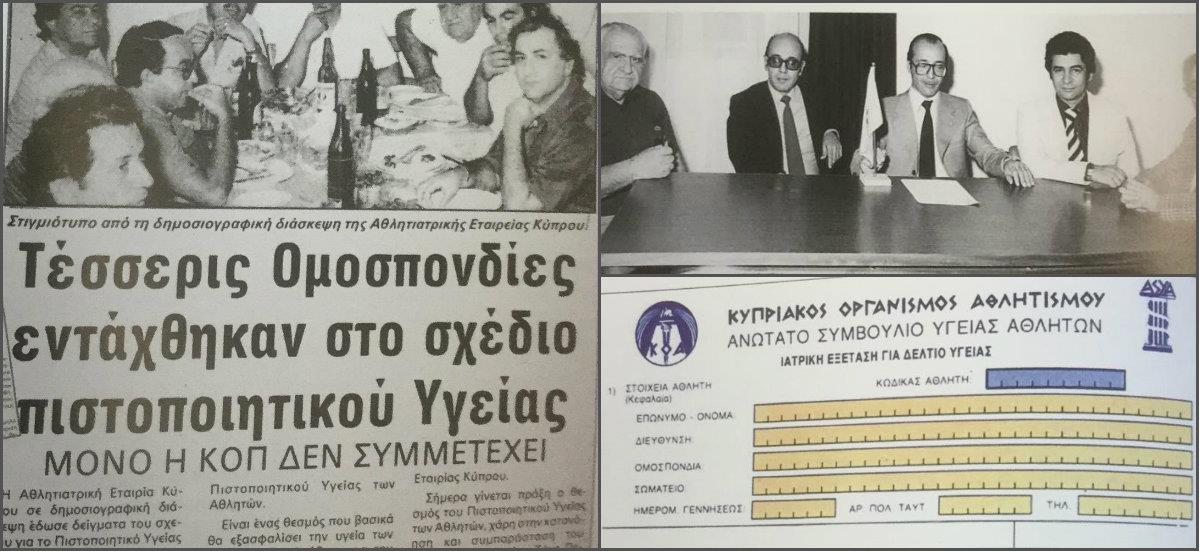 Στιγμιότυπο από τη δημοσιογραφική διάσκεψη της Αθλητιατρικής Εταιρείας Κύπρου.
Τέσσερις Ομοσπονδίες
εντάχθηκαν στο σχέδιο
πιστοποιητικού Υγείας
ΜΟΝΟ Η ΚΟΠ ΔΕΝ ΣΥΜΜΕΤΕΧΕΙ
Η Αθλητιατρική Εταιρία Κύ-
ου σε δημοσιογραφική διά-
εψη έδωσε δείγματα του σχε-
υ για το Πιστοποιητικό Υγείας
Πιστοποιητικού Υγείας των
Αθλητών.
Είναι ένας θεσμός που βασικά
θα εξασφαλίσει την υγεία των
Εταιρίας Κύπρου.
Σήμερα γίνεται πράξη ο θε-
σμός του Πιστοποιητικού Υγείας
των Αθλητών, χάρη στην κατανό-
ηση και συμπαράσταση του
ΚΟΑ
ΚΥΠΡΙΑΚΟΣ ΟΡΓΑΝΙΣΜΟΣ ΑΘΛΗΤΙΣΜΟΥ
ΑΝΩΤΑΤΟ ΣΥΜΒΟΥΛΙΟ ΥΓΕΙΑΣ ΑΘΛΗΤΩΝ
ΙΑΤΡΙΚΗ ΕΞΕΤΑΣΗ ΓΙΑ ΔΕΛΤΙΟ ΥΓΕΙΑΣ
ΑΣΥΑ
1) ΣΤΟΙΧΕΙΑ ΑΘΛΗΤΗ
(Κεφαλαία)
ΚΩΔΙΚΑΣ ΑΘΛΗΤΗ:
ΕΠΩΝΥΜΟ - ΟΝΟΜΑ:
ΔΙΕΥΘΥΝΣΗ:
ΟΜΟΣΠΟΝΔΙΑ:
ΣΩΜΑΤΕΙΟ:
ΗΜΕΡΟΜ. ΓΕΝΝΗΣΕΩΣ: ΑΡ. ΠΟΛ. ΤΑΥΤ. ΤΗΛ.